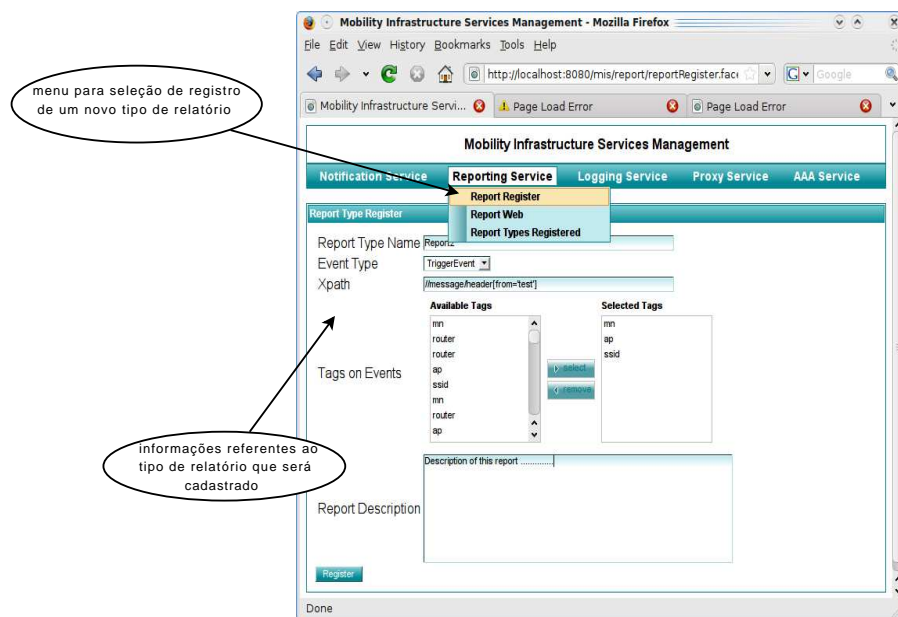 Mobility Infrastructure Services Management - Mozilla Firefox
File Edit View History Bookmarks Tools Help
http://localhost:8080/mis/report/reportRegister.face
Google
Mobility Infrastructure Servi...
Page Load Error
Page Load Error
menu para seleção de registro
de um novo tipo de relatório
Mobility Infrastructure Services Management
Notification Service Reporting Service Logging Service Proxy Service AAA Service
Report Register
Report Web
Report Types Registered
Report Type Register
Report Type Name Report2
Event Type TriggerEvent
Xpath //message/header[from='test']
Available Tags Selected Tags
mn
router
router
ap
ssid
mn
router
ap
mn
ap
ssid
Tags on Events
select
remove
informações referentes ao
tipo de relatório que será
cadastrado
Description of this report .............
Report Description
Register
Done